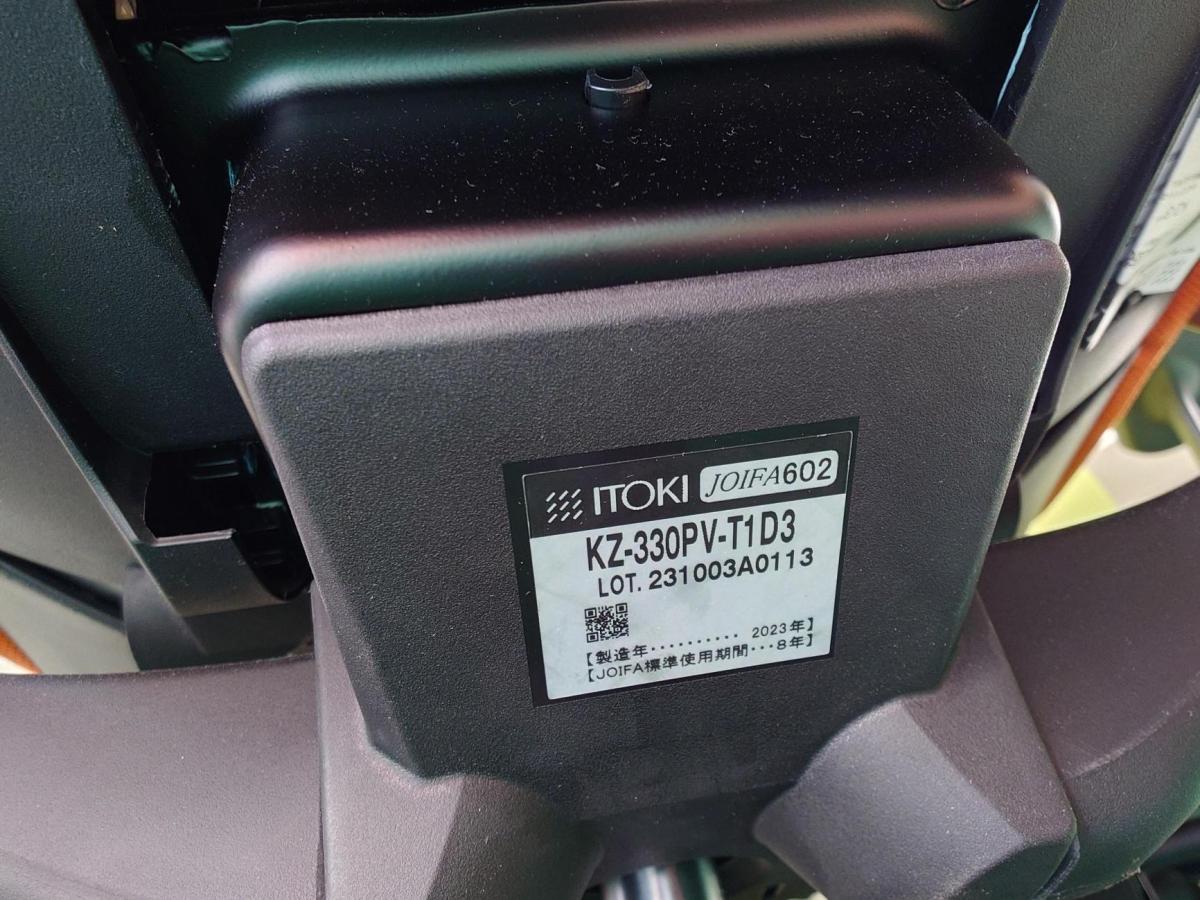 ITOKI JOIFA602
KZ-330PV-T1D3
LOT. 231003A0113
【製造年.......... 2023年】
【JOIFA標準使用期間...8年】